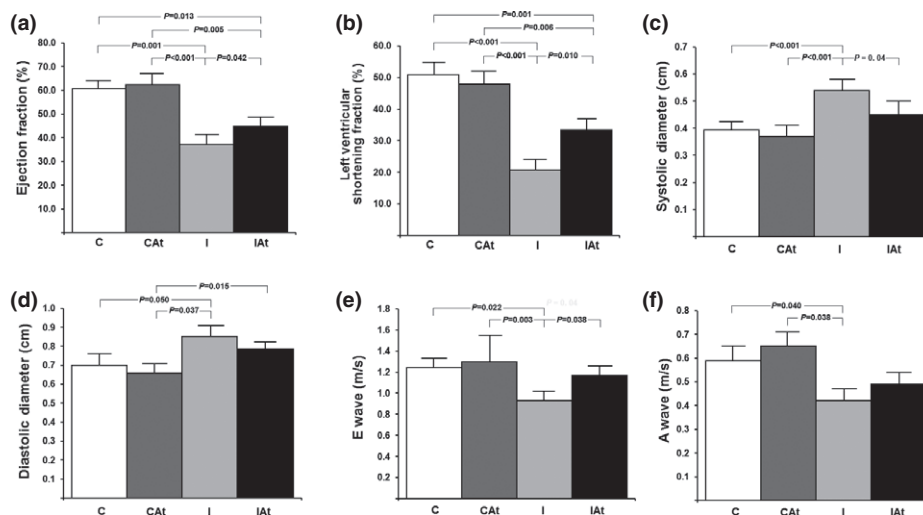 (a)
P=0.013
P=0.005
P=0.001
P<0.001
P=0.042
Ejection fraction (%)
80.0
70.0
60.0
50.0
40.0
30.0
20.0
10.0
C CAt I IAt
(b)
P=0.001
P=0.006
P<0.001
P<0.001
P=0.010
Left ventricular
shortening fraction (%)
60.0
50.0
40.0
30.0
20.0
10.0
C CAt I IAt
(c)
P<0.001
P<0.001
P = 0.04
Systolic diameter (cm)
0.7
0.6
0.5
0.4
0.3
0.2
0.1
C CAt I IAt
(d)
P=0.015
P=0.050
P=0.037
Diastolic diameter (cm)
1.0
0.9
0.8
0.7
0.6
0.5
0.4
0.3
0.2
0.1
C CAt I IAt
(e)
P = 0.04
P=0.022
P=0.003
P=0.038
E wave (m/s)
1.8
1.6
1.4
1.2
1.0
0.8
0.6
0.4
0.2
C CAt I IAt
(f)
P=0.040
P=0.038
A wave (m/s)
0.8
0.7
0.6
0.5
0.4
0.3
0.2
0.1
C CAt I IAt